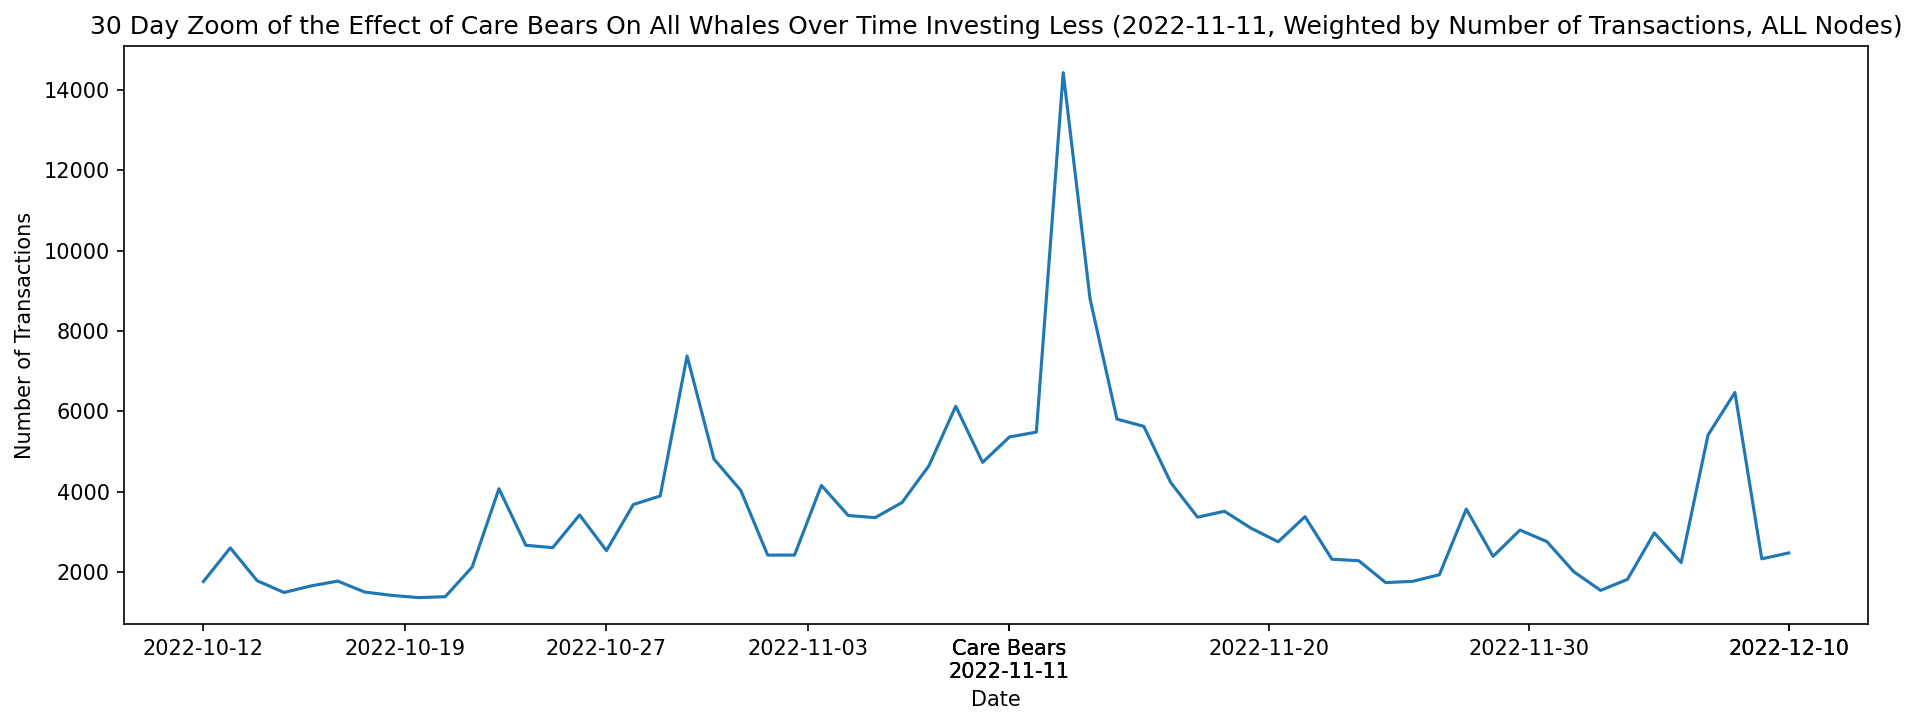 30 Day Zoom of the Effect of Care Bears On All Whales Over Time Investing Less (2022-11-11, Weighted by Number of Transactions, ALL Nodes)
14000
12000
10000
8000
6000
4000
2000
Number of Transactions
2022-10-12 2022-10-19 2022-10-27 2022-11-03 Care Bears 2022-11-20 2022-11-30 2022-12-10
2022-11-11
Date